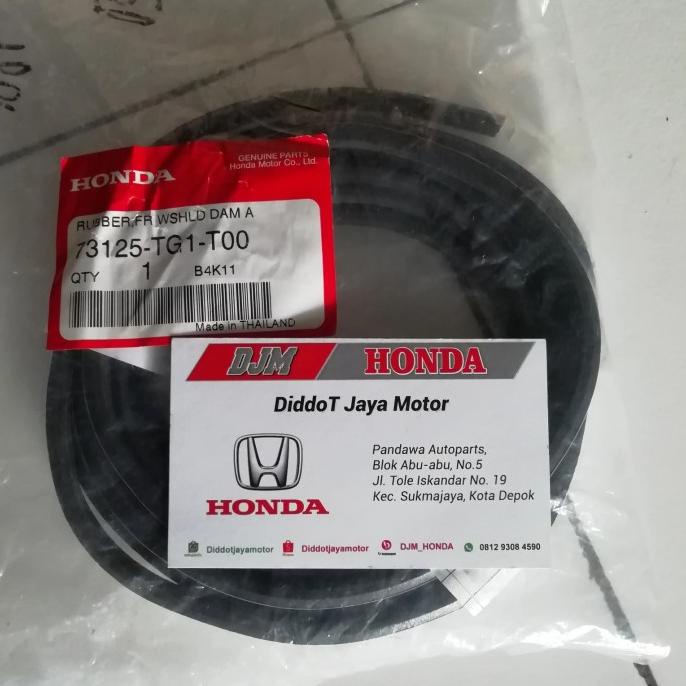 HONDA
GENUINE PARTS
Honda Motor Co., Ltd.
RUBBER,FR WSHLD DAM A
73125-TG1-T00
QTY 1 B4K11
Made in THAILAND
DJM HONDA
DiddoT Jaya Motor
HONDA
Pandawa Autoparts,
Blok Abu-abu, No.5
Jl. Tole Iskandar No. 19
Kec. Sukmajaya, Kota Depok
Diddotjayamotor Diddotjayamotor DJM_HONDA 0812 9308 4590